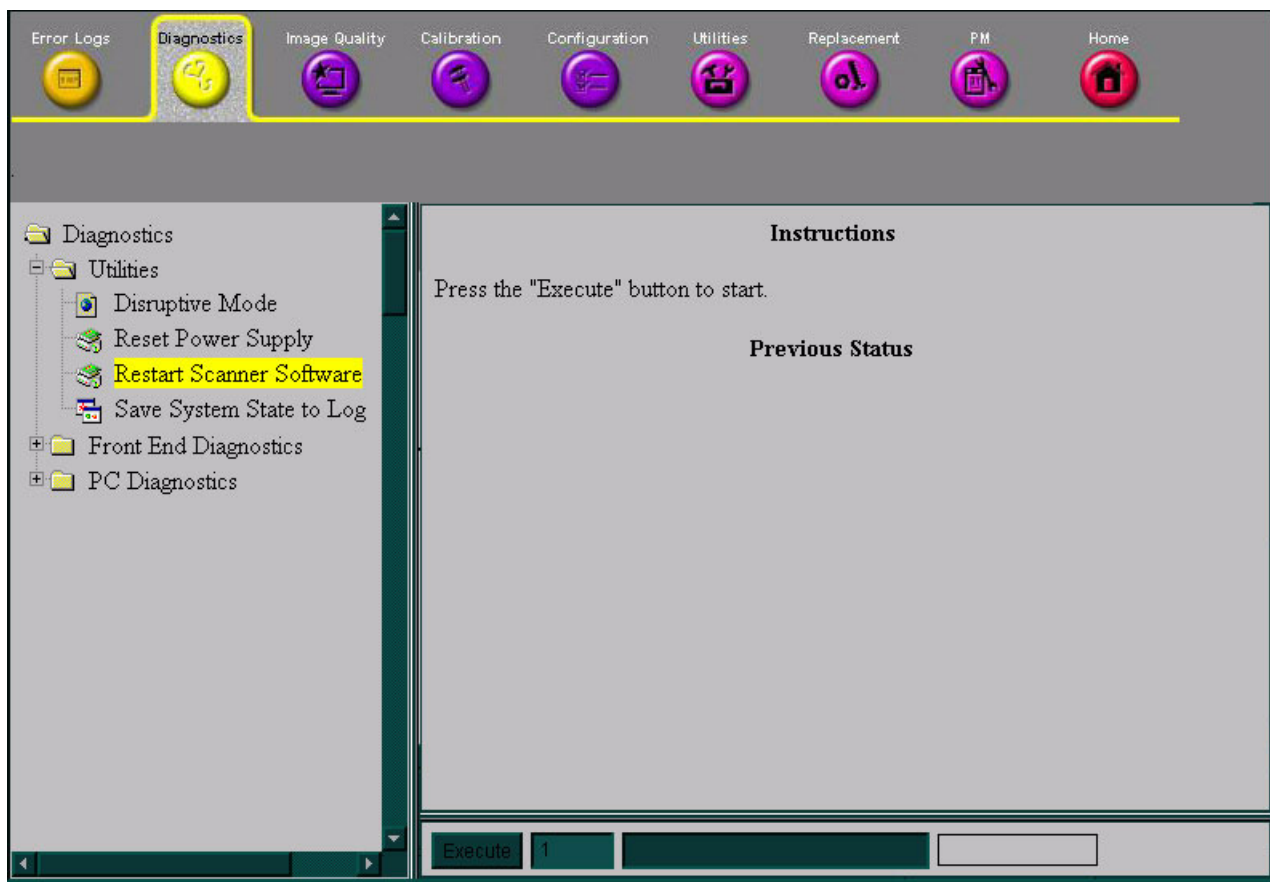 Error Logs
Diagnostics
Image Quality
Calibration
Configuration
Utilities
Replacement
PM
Home
Diagnostics
Utilities
Disruptive Mode
Reset Power Supply
Restart Scanner Software
Save System State to Log
Front End Diagnostics
PC Diagnostics
Instructions
Press the "Execute" button to start.
Previous Status
Execute
1